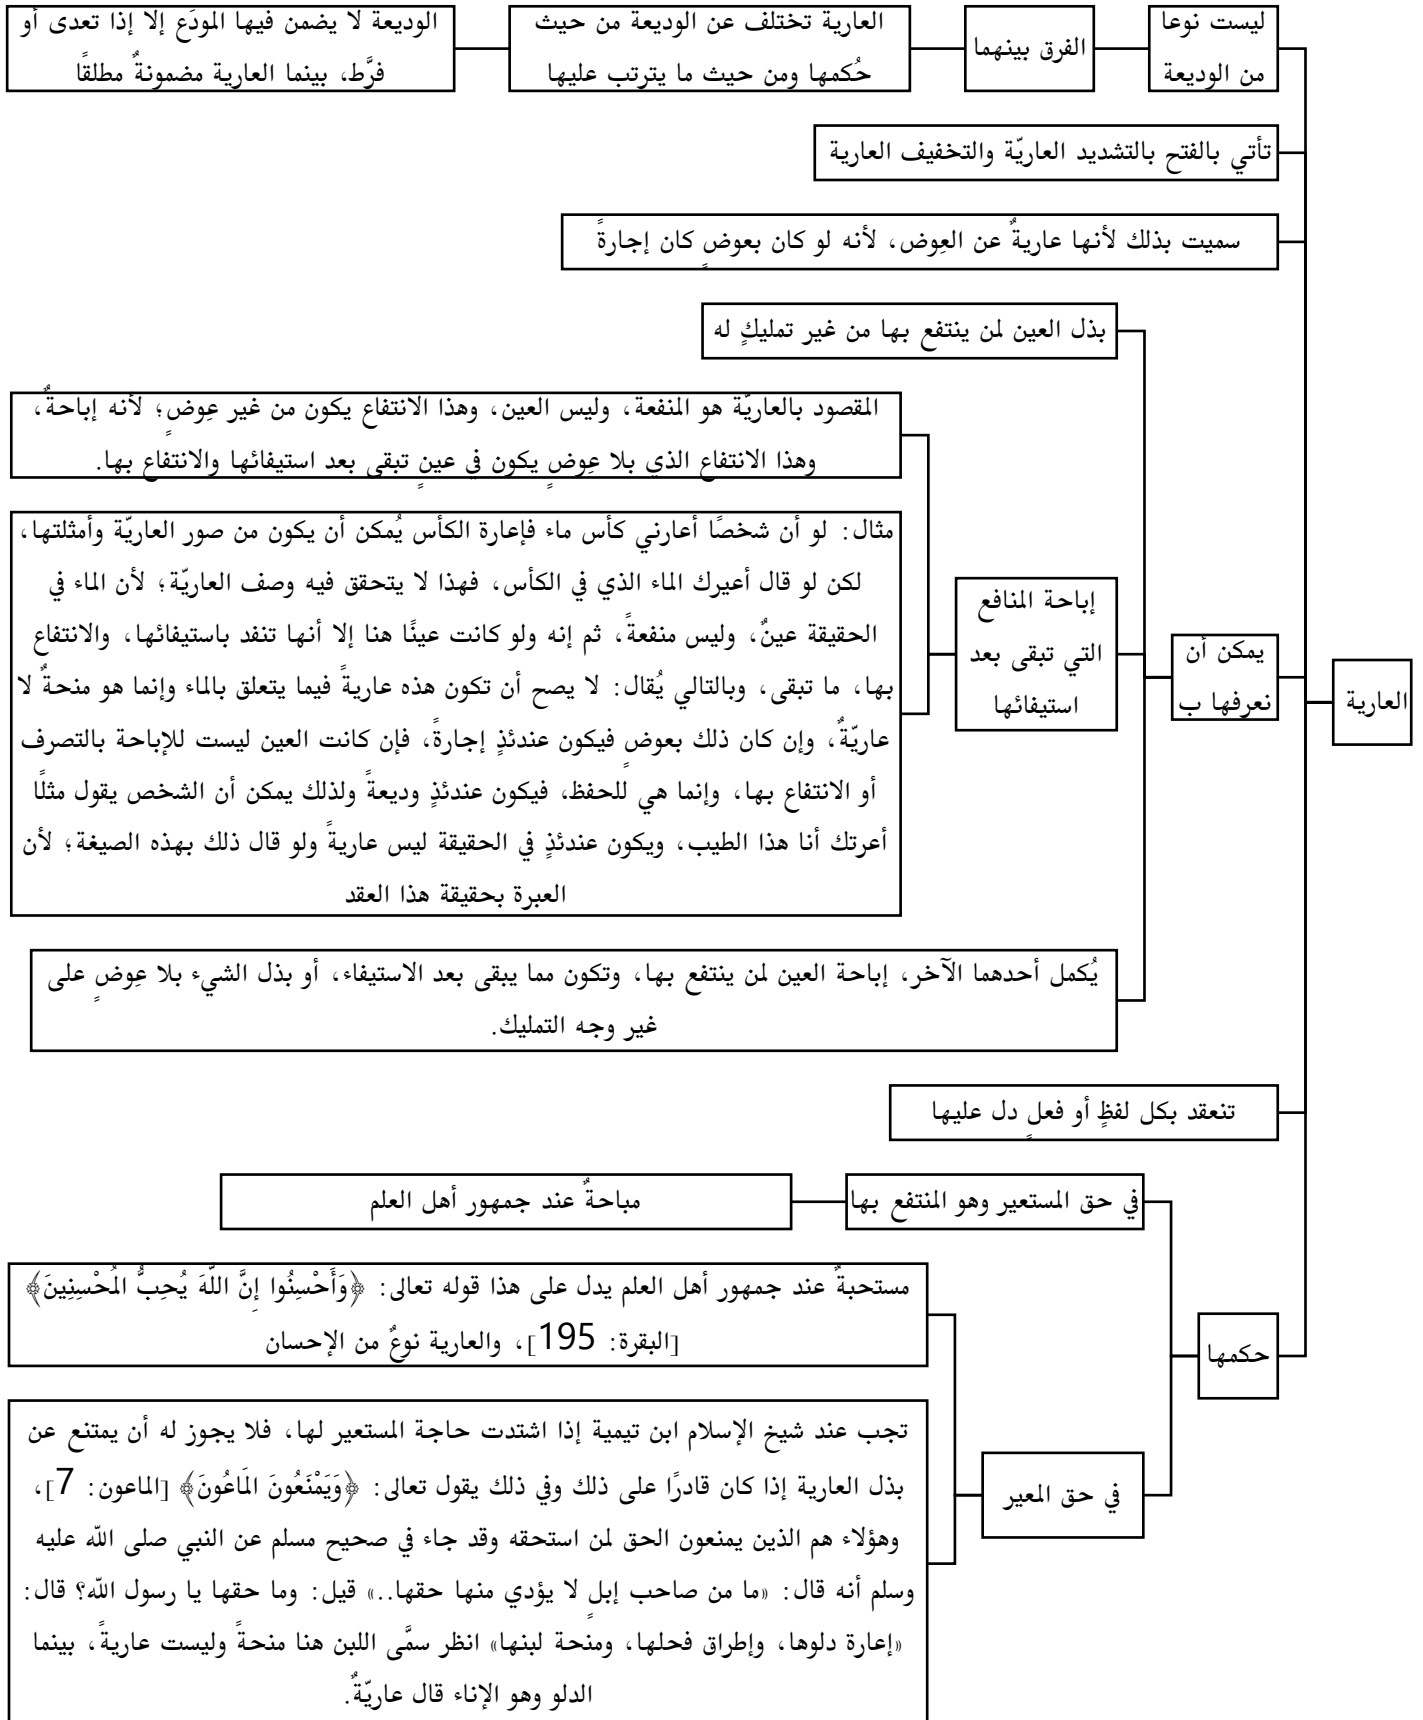 العارية
ليست نوعا
من الوديعة
الفرق بينهما
العارية تختلف عن الوديعة من حيث
حُكمها ومن حيث ما يترتب عليها
الوديعة لا يضمن فيها المودَع إلا إذا تعدى أو
فرَّط، بينما العارية مضمونةٌ مطلقًا
تأتي بالفتح بالتشديد العاريّة والتخفيف العارية
سميت بذلك لأنها عاريةٌ عن العِوض، لأنه لو كان بعوضٍ كان إجارةً
يمكن أن
نعرفها ب
بذل العين لمن ينتفع بها من غير تمليكٍ له
إباحة المنافع
التي تبقى بعد
استيفائها
المقصود بالعاريّة هو المنفعة، وليس العين، وهذا الانتفاع يكون من غير عِوضٍ؛ لأنه إباحةٌ،
وهذا الانتفاع الذي بلا عِوضٍ يكون في عينٍ تبقى بعد استيفائها والانتفاع بها.
مثال: لو أن شخصًا أعارني كأس ماء فإعارة الكأس يُمكن أن يكون من صور العاريّة وأمثلتها،
لكن لو قال أعيرك الماء الذي في الكأس، فهذا لا يتحقق فيه وصف العاريّة؛ لأن الماء في
الحقيقة عينٌ، وليس منفعةً، ثم إنه ولو كانت عينًا هنا إلا أنها تنفد باستيفائها، والانتفاع
بها، ما تبقى، وبالتالي يُقال: لا يصح أن تكون هذه عاريةً فيما يتعلق بالماء وإنما هو منحةٌ لا
عاريّةٌ، وإن كان ذلك بعوضٍ فيكون عندئذٍ إجارةً، فإن كانت العين ليست للإباحة بالتصرف
أو الانتفاع بها، وإنما هي للحفظ، فيكون عندئذٍ وديعةً ولذلك يمكن أن الشخص يقول مثلًا
أعرتك أنا هذا الطيب، ويكون عندئذٍ في الحقيقة ليس عاريةً ولو قال ذلك بهذه الصيغة؛ لأن
العبرة بحقيقة هذا العقد
يُكمل أحدهما الآخر، إباحة العين لمن ينتفع بها، وتكون مما يبقى بعد الاستيفاء، أو بذل الشيء بلا عِوضٍ على
غير وجه التمليك.
تنعقد بكل لفظٍ أو فعلٍ دل عليها
حكمها
في حق المستعير وهو المنتفع بها
مباحةٌ عند جمهور أهل العلم
في حق المعير
مستحبةٌ عند جمهور أهل العلم يدل على هذا قوله تعالى: ﴿وَأَحْسِنُوا إِنَّ اللَّهَ يُحِبُّ الْمُحْسِنِينَ﴾
[البقرة: 195]، والعارية نوعٌ من الإحسان
تجب عند شيخ الإسلام ابن تيمية إذا اشتدت حاجة المستعير لها، فلا يجوز له أن يمتنع عن
بذل العارية إذا كان قادرًا على ذلك وفي ذلك يقول تعالى: ﴿وَيَمْنَعُونَ الْمَاعُونَ﴾ [الماعون: 7]،
وهؤلاء هم الذين يمنعون الحق لمن استحقه وقد جاء في صحيح مسلم عن النبي صلى الله عليه
وسلم أنه قال: «ما من صاحب إبلٍ لا يؤدي منها حقها..» قيل: وما حقها يا رسول الله؟ قال:
«إعارة دلوها، وإطراق فحلها، ومنحة لبنها» انظر سمَّى اللبن هنا منحةً وليست عاريةً، بينما
الدلو وهو الإناء قال عاريّةٌ.